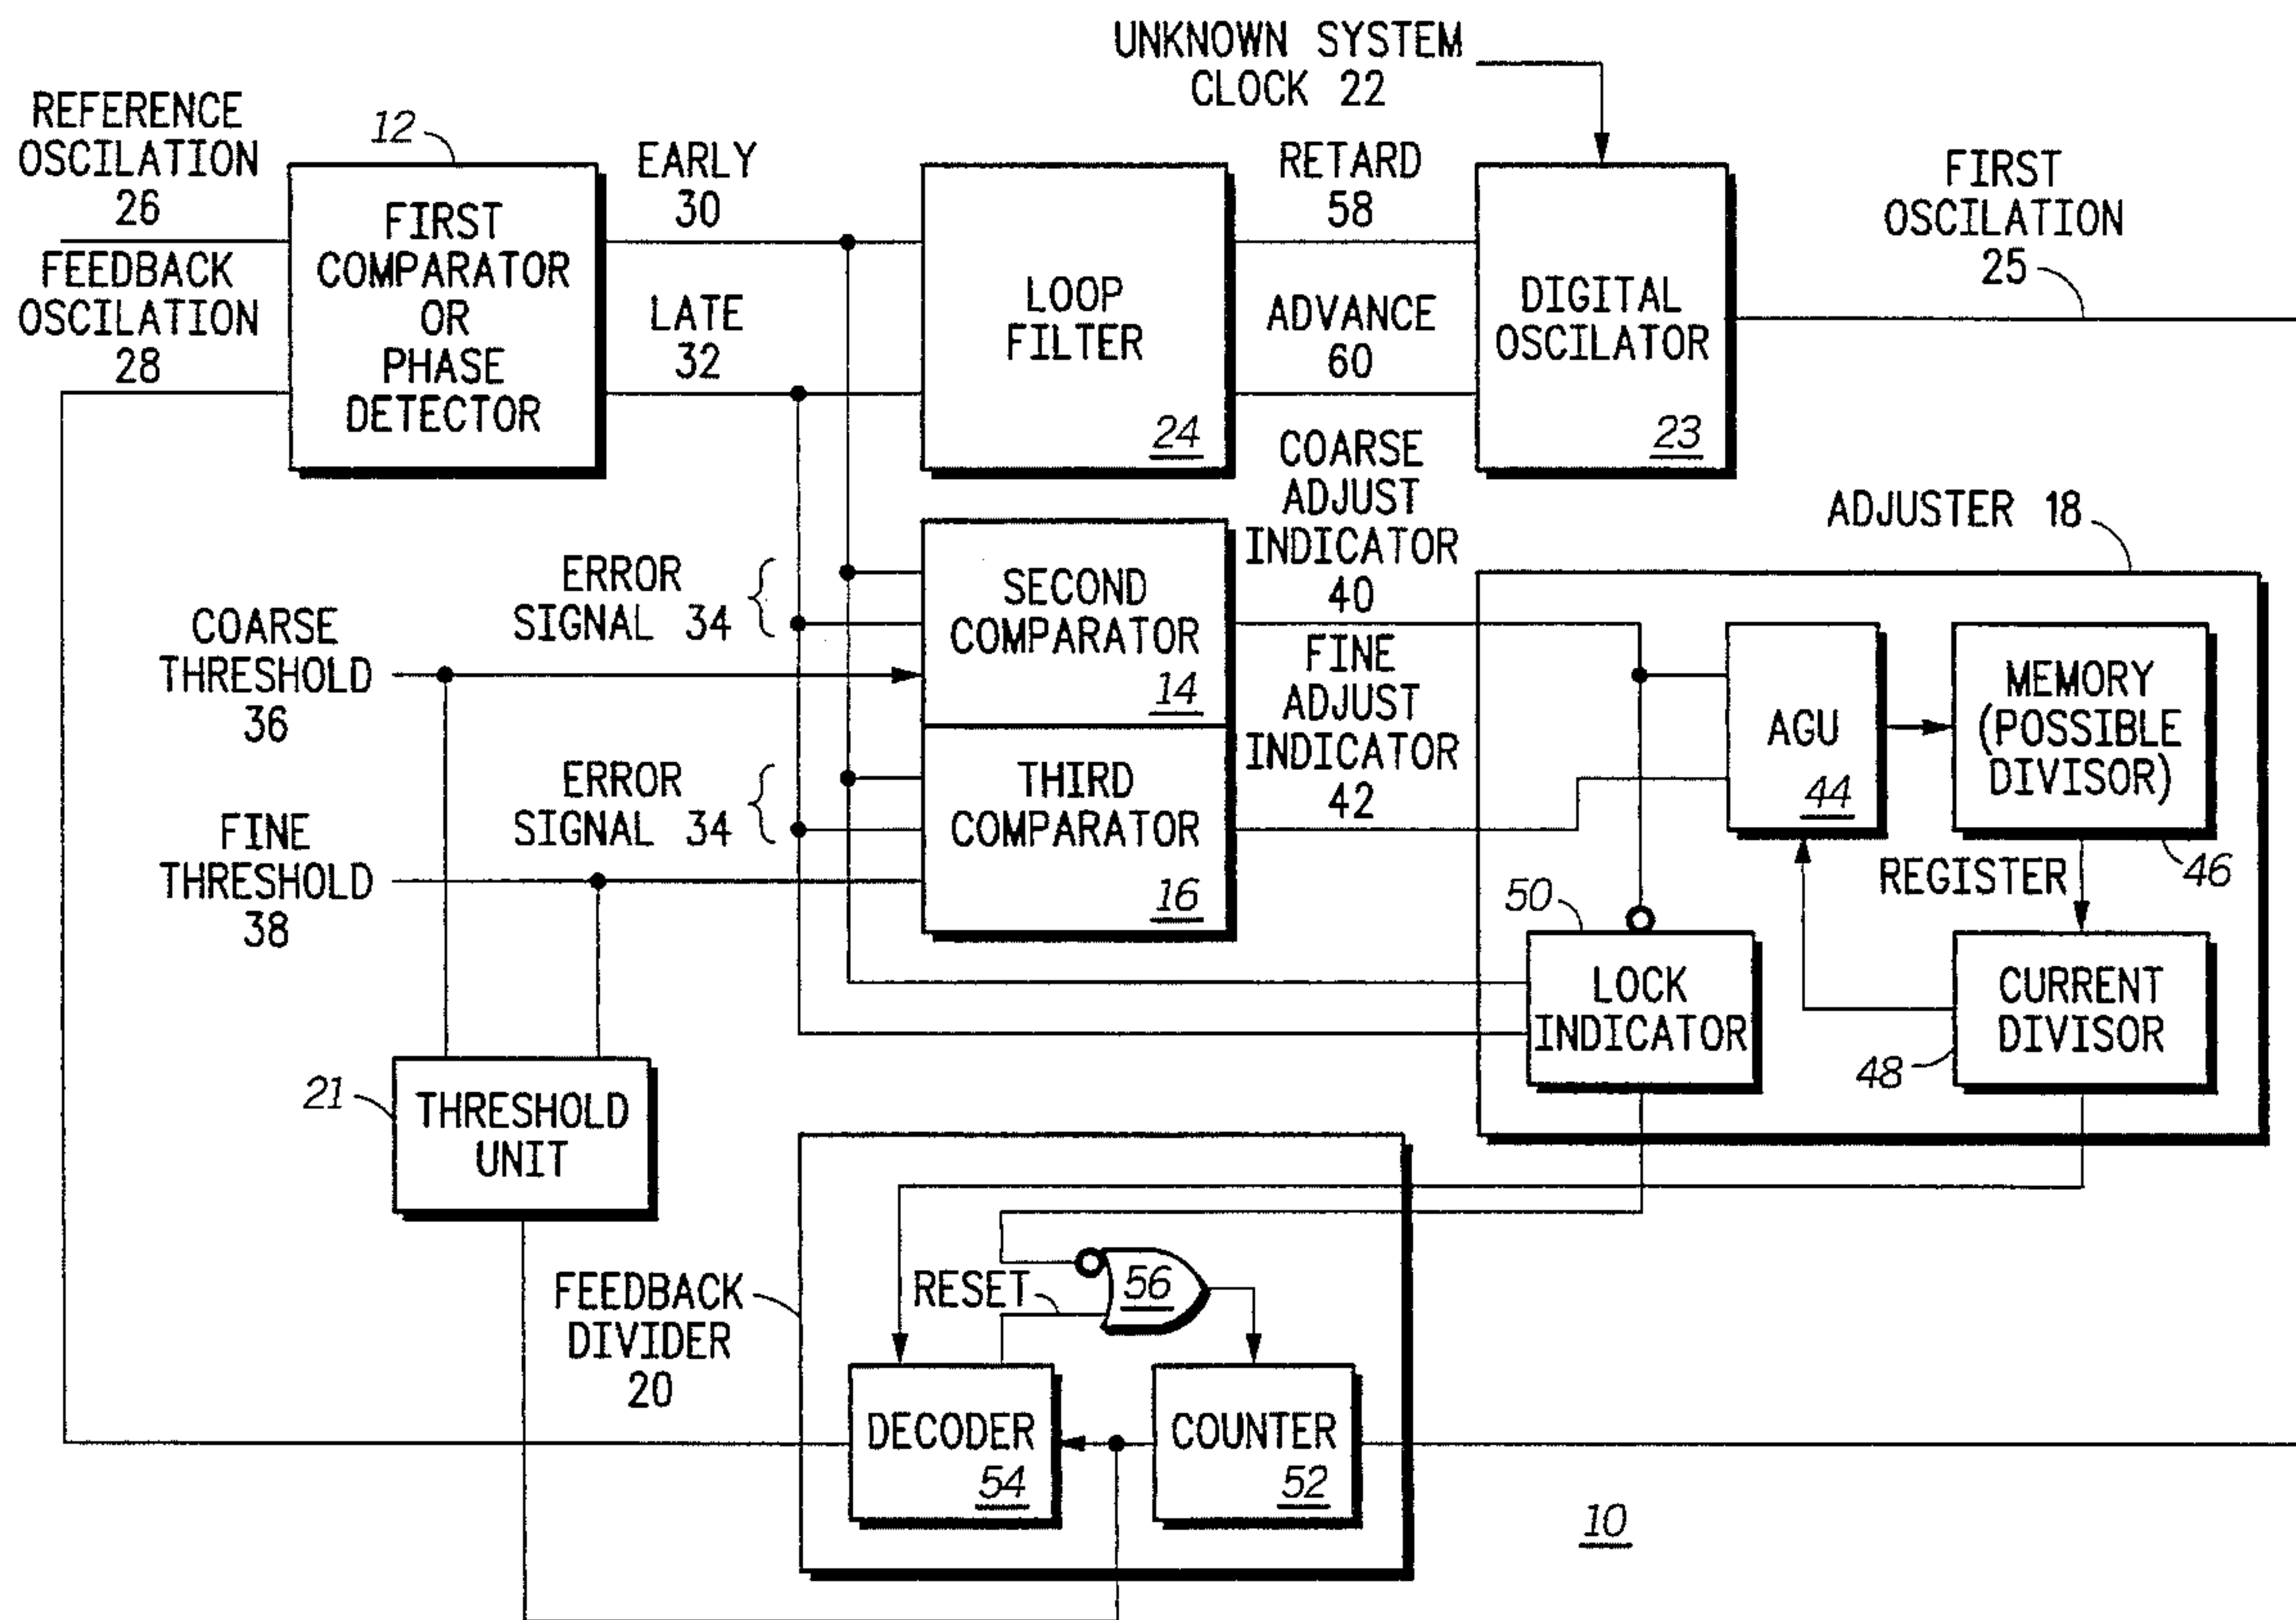 UNKNOWN SYSTEM
CLOCK 22
REFERENCE
OSCILATION
26
FEEDBACK
OSCILATION
28
12
FIRST
COMPARATOR
OR
PHASE
DETECTOR
EARLY
30
LATE
32
LOOP
FILTER
24
RETARD
58
ADVANCE
60
DIGITAL
OSCILATOR
23
FIRST
OSCILATION
25
COARSE
ADJUST
INDICATOR
40
ADJUSTER 18
ERROR
SIGNAL 34
SECOND
COMPARATOR
14
COARSE
THRESHOLD
36
FINE
ADJUST
INDICATOR
42
AGU
44
MEMORY
(POSSIBLE
DIVISOR)
46
ERROR
SIGNAL 34
THIRD
COMPARATOR
16
FINE
THRESHOLD
38
REGISTER
50
LOCK
INDICATOR
CURRENT
DIVISOR
48
21
THRESHOLD
UNIT
FEEDBACK
DIVIDER
20
RESET
56
DECODER
54
COUNTER
52
10